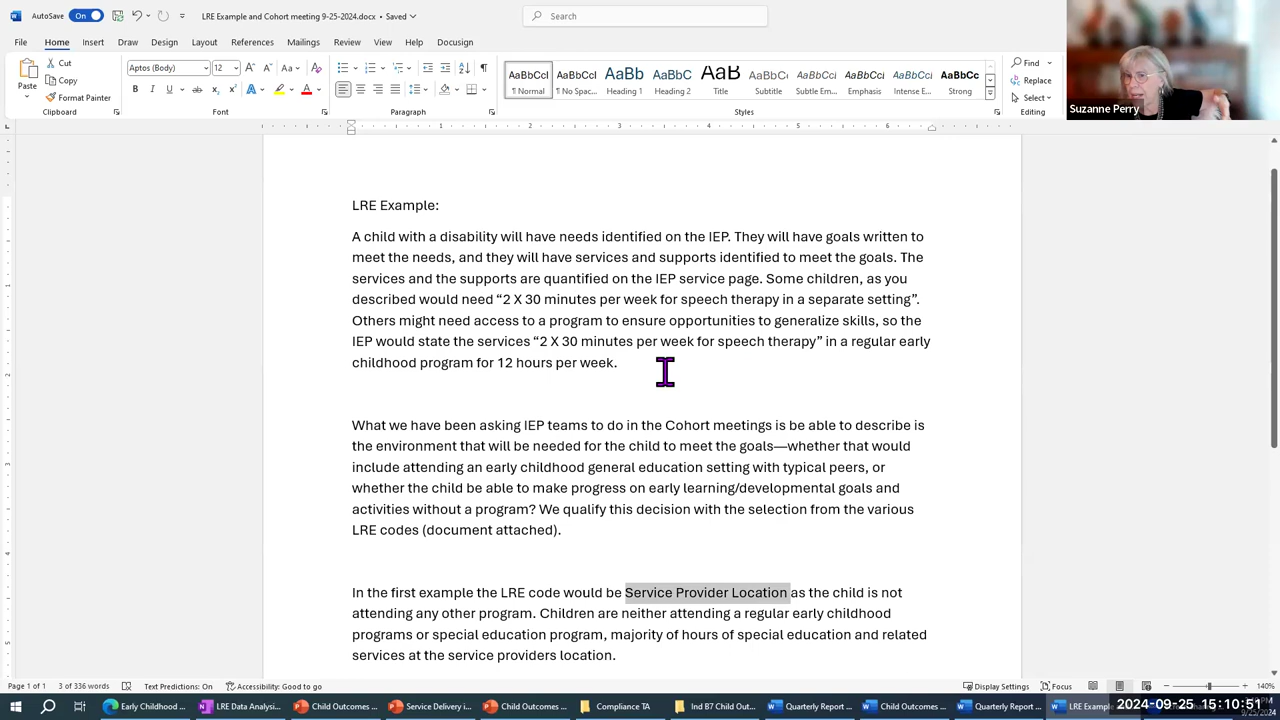 AutoSave On LRE Example and Cohort meeting 9-25-2024.docx • Saved Search
File Home Insert Draw Design Layout References Mailings Review View Help Docusign
Paste Cut Copy Format Painter Clipboard
Aptos (Body) 12 Font
Paragraph
AaBbCcI AaBbCcI AaBb AaBbC AaB AaBbCc AaBbCcI AaBbCcI AaBbCcI AaBbCc
¶ Normal ¶ No Spac... Heading 1 Heading 2 Title Subtitle Subtle Em... Emphasis Intense E... Strong
Styles
Find Replace Select Editing
Suzanne Perry
LRE Example:
A child with a disability will have needs identified on the IEP. They will have goals written to
meet the needs, and they will have services and supports identified to meet the goals. The
services and the supports are quantified on the IEP service page. Some children, as you
described would need “2 X 30 minutes per week for speech therapy in a separate setting”.
Others might need access to a program to ensure opportunities to generalize skills, so the
IEP would state the services “2 X 30 minutes per week for speech therapy” in a regular early
childhood program for 12 hours per week.
What we have been asking IEP teams to do in the Cohort meetings is be able to describe is
the environment that will be needed for the child to meet the goals—whether that would
include attending an early childhood general education setting with typical peers, or
whether the child be able to make progress on early learning/developmental goals and
activities without a program? We qualify this decision with the selection from the various
LRE codes (document attached).
In the first example the LRE code would be Service Provider Location as the child is not
attending any other program. Children are neither attending a regular early childhood
programs or special education program, majority of hours of special education and related
services at the service providers location.
Page 1 of 1 3 of 336 words Text Predictions: On Accessibility: Good to go Display Settings Focus 140%
Early Childhood ... LRE Data Analysi... Child Outcomes ... Service Delivery i... Child Outcomes ... Compliance TA Ind B7 Child Out... Quarterly Report ... Child Outcomes ... Quarterly Report ... LRE Example
2024-09-25 15:10:51